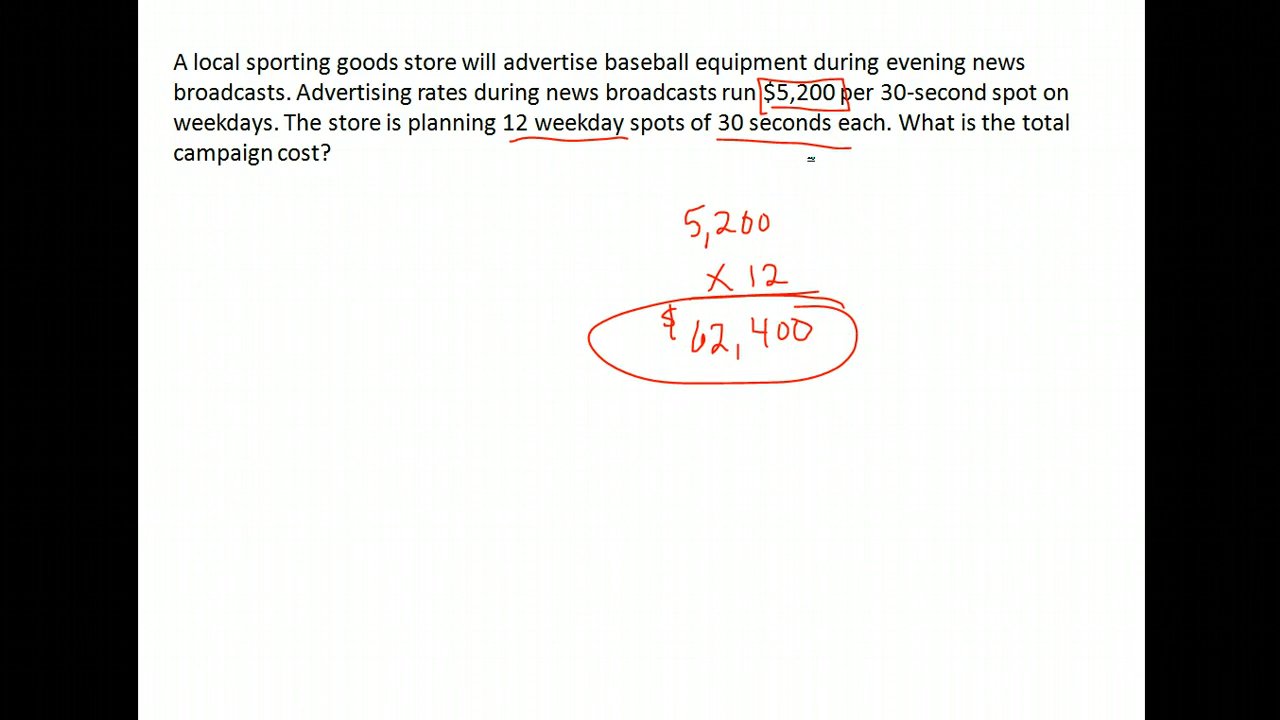 A local sporting goods store will advertise baseball equipment during evening news
broadcasts. Advertising rates during news broadcasts run $5,200 per 30-second spot on
weekdays. The store is planning 12 weekday spots of 30 seconds each. What is the total
campaign cost?
5,200
x 12
$62,400